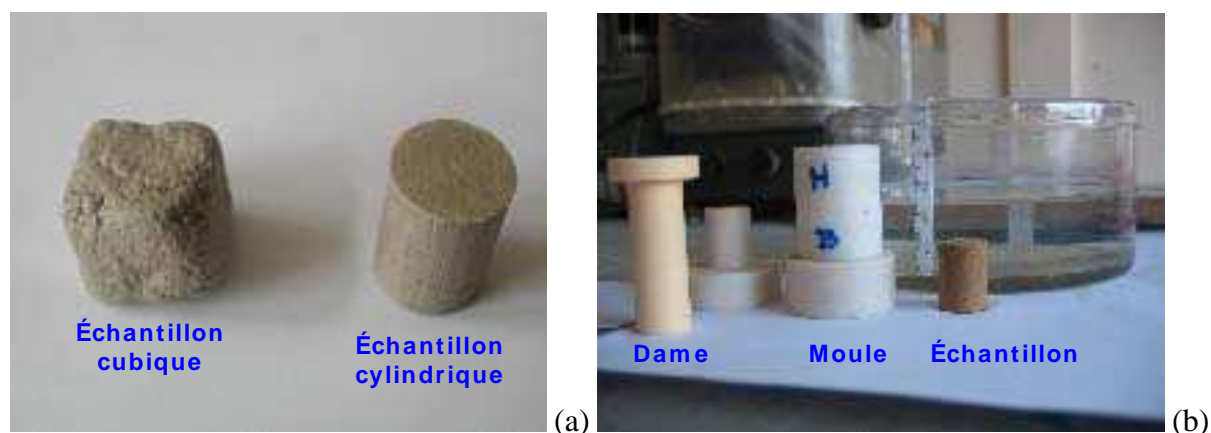 Échantillon
cubique
Échantillon
cylindrique
(a)
H
B
Dame
Moule
Échantillon
(b)